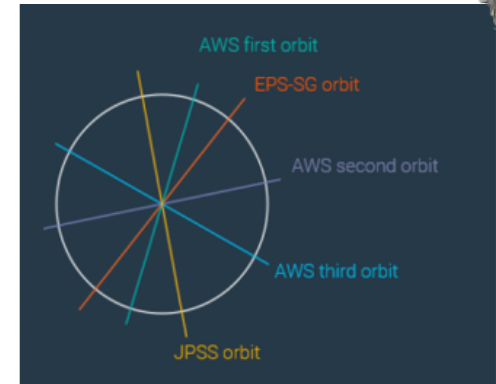 AWS first orbit
EPS-SG orbit
AWS second orbit
AWS third orbit
JPSS orbit